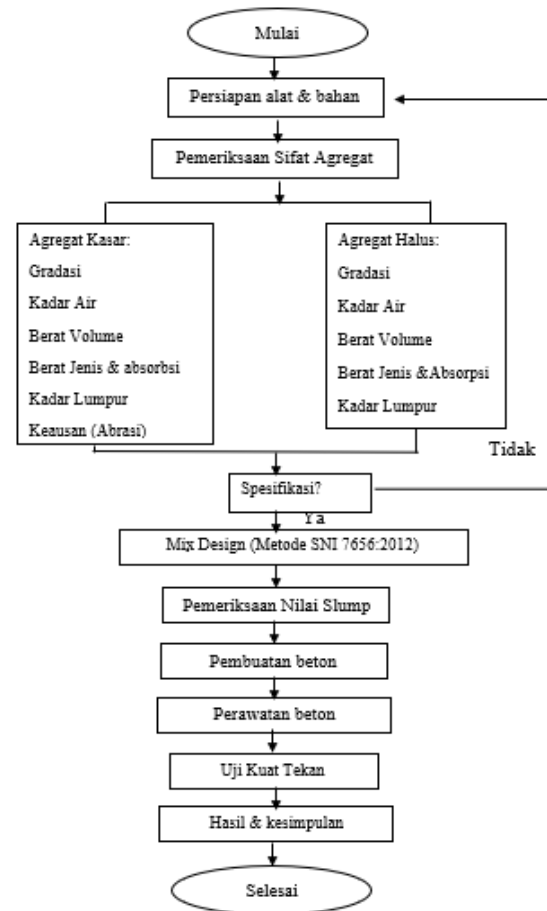 Mulai
Persiapan alat & bahan
Pemeriksaan Sifat Agregat
Agregat Kasar:
Gradasi
Kadar Air
Berat Volume
Berat Jenis & absorbsi
Kadar Lumpur
Keausan (Abrasi)
Agregat Halus:
Gradasi
Kadar Air
Berat Volume
Berat Jenis &Absorpsi
Kadar Lumpur
Tidak
Spesifikasi?
Ya
Mix Design (Metode SNI 7656:2012)
Pemeriksaan Nilai Slump
Pembuatan beton
Perawatan beton
Uji Kuat Tekan
Hasil & kesimpulan
Selesai